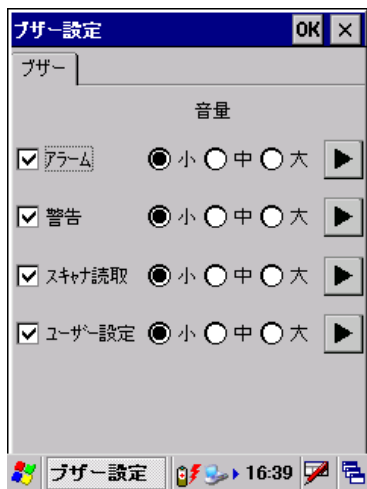 ブザー設定 OK ×
ブザー
音量
アラーム 小 中 大
警告 小 中 大
スキャナ読取 小 中 大
ユーザー設定 小 中 大
ブザー設定 16:39